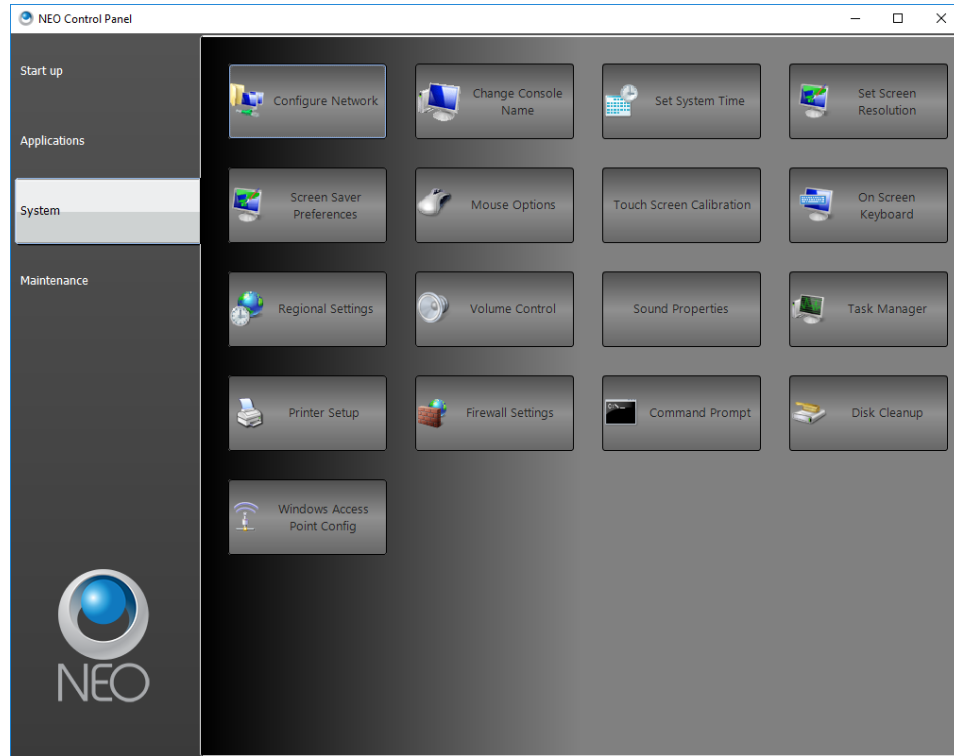 NEO Control Panel
Start up
Applications
System
Maintenance
Configure Network
Change Console
Name
Set System Time
Set Screen
Resolution
Screen Saver
Preferences
Mouse Options
Touch Screen Calibration
On Screen
Keyboard
Regional Settings
Volume Control
Sound Properties
Task Manager
Printer Setup
Firewall Settings
Command Prompt
Disk Cleanup
Windows Access
Point Config
NEO